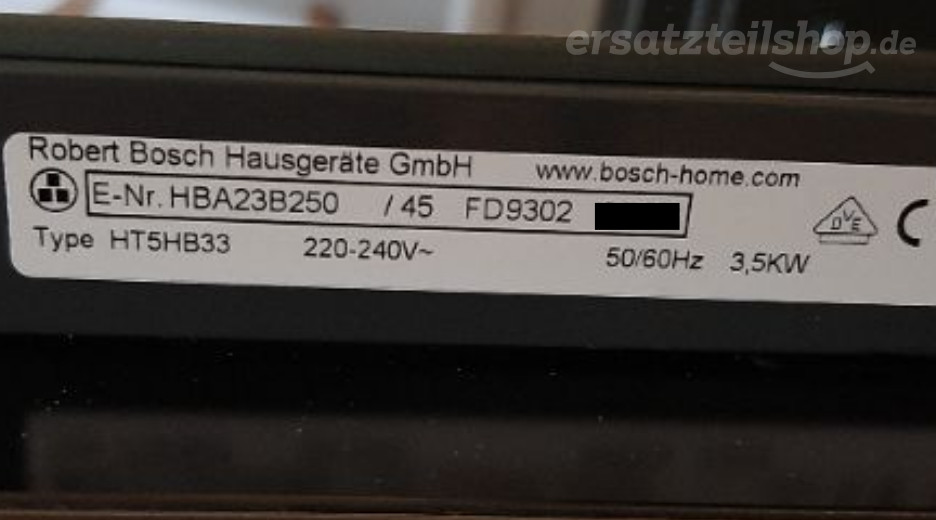 ersatzteilshop.de
Robert Bosch Hausgeräte GmbH www.bosch-home.com
E-Nr. HBA23B250 / 45 FD9302
Type HT5HB33 220-240V~ 50/60Hz 3,5KW
DVE